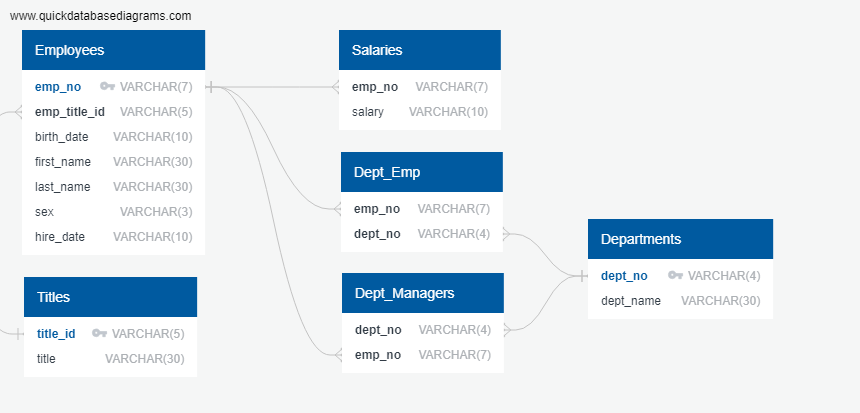 www.quickdatabasediagrams.com
Employees
emp_no VARCHAR(7)
emp_title_id VARCHAR(5)
birth_date VARCHAR(10)
first_name VARCHAR(30)
last_name VARCHAR(30)
sex VARCHAR(3)
hire_date VARCHAR(10)
Titles
title_id VARCHAR(5)
title VARCHAR(30)
Salaries
emp_no VARCHAR(7)
salary VARCHAR(10)
Dept_Emp
emp_no VARCHAR(7)
dept_no VARCHAR(4)
Dept_Managers
dept_no VARCHAR(4)
emp_no VARCHAR(7)
Departments
dept_no VARCHAR(4)
dept_name VARCHAR(30)